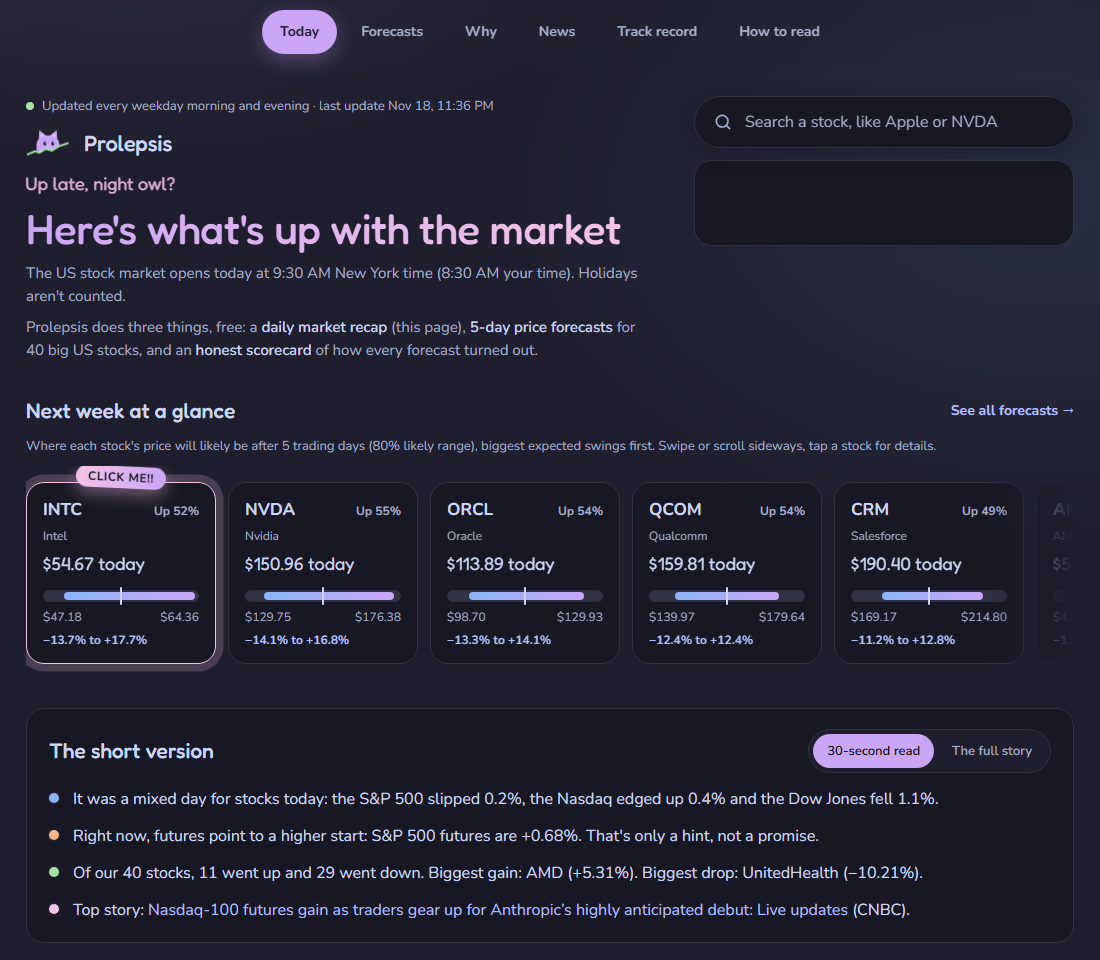 Today Forecasts Why News Track record How to read
Updated every weekday morning and evening · last update Nov 18, 11:36 PM
Search a stock, like Apple or NVDA
Prolepsis
Up late, night owl?
Here's what's up with the market
The US stock market opens today at 9:30 AM New York time (8:30 AM your time). Holidays
aren't counted.
Prolepsis does three things, free: a daily market recap (this page), 5-day price forecasts for
40 big US stocks, and an honest scorecard of how every forecast turned out.
Next week at a glance
See all forecasts →
Where each stock's price will likely be after 5 trading days (80% likely range), biggest expected swings first. Swipe or scroll sideways, tap a stock for details.
CLICK ME!!
INTC Up 52%
Intel
$54.67 today
$47.18 $64.36
−13.7% to +17.7%
NVDA Up 55%
Nvidia
$150.96 today
$129.75 $176.38
−14.1% to +16.8%
ORCL Up 54%
Oracle
$113.89 today
$98.70 $129.93
−13.3% to +14.1%
QCOM Up 54%
Qualcomm
$159.81 today
$139.97 $179.64
−12.4% to +12.4%
CRM Up 49%
Salesforce
$190.40 today
$169.17 $214.80
−11.2% to +12.8%
The short version
30-second read The full story
It was a mixed day for stocks today: the S&P 500 slipped 0.2%, the Nasdaq edged up 0.4% and the Dow Jones fell 1.1%.
Right now, futures point to a higher start: S&P 500 futures are +0.68%. That's only a hint, not a promise.
Of our 40 stocks, 11 went up and 29 went down. Biggest gain: AMD (+5.31%). Biggest drop: UnitedHealth (−10.21%).
Top story: Nasdaq-100 futures gain as traders gear up for Anthropic’s highly anticipated debut: Live updates (CNBC).